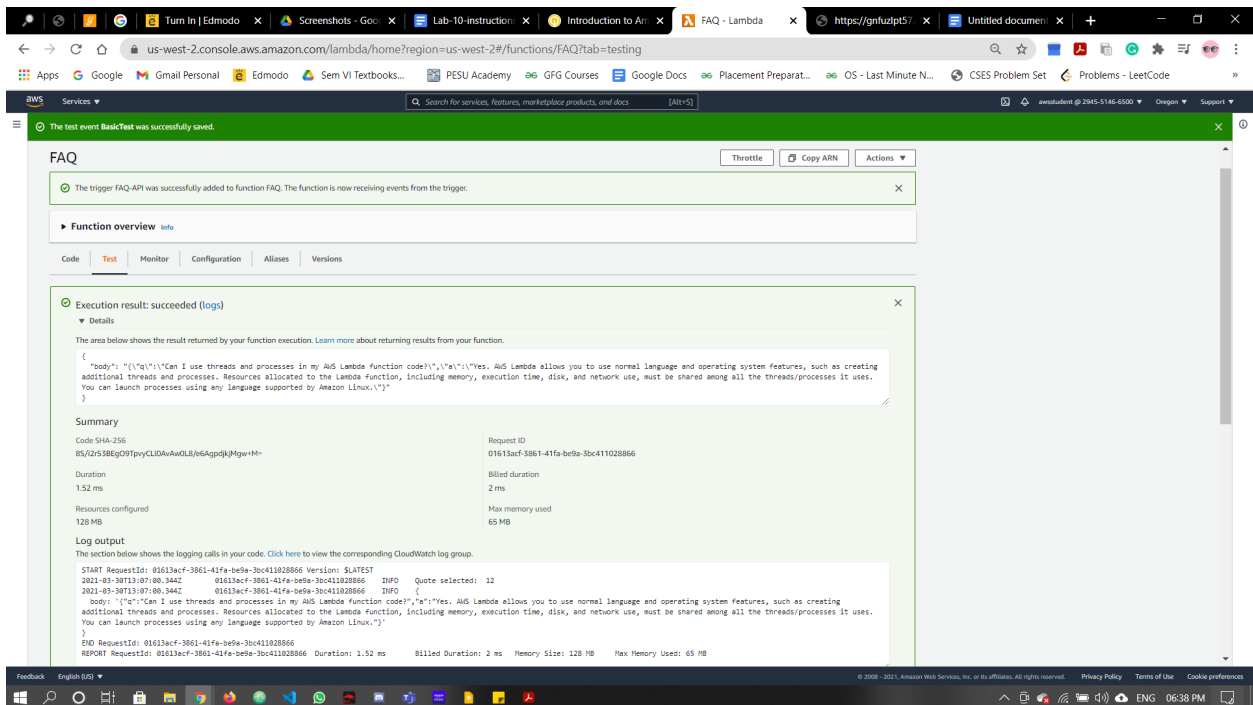 Turn In | Edmodo
Screenshots - Goo
Lab-10-instruction
Introduction to Am
FAQ - Lambda
https://gnfuzlpt57.
Untitled document
us-west-2.console.aws.amazon.com/lambda/home?region=us-west-2#/functions/FAQ?tab=testing
Apps Google Gmail Personal Edmodo Sem VI Textbooks... PESU Academy GFG Courses Google Docs Placement Preparat... OS - Last Minute N... CSES Problem Set Problems - LeetCode »
aws Services ▼ Search for services, features, marketplace products, and docs [Alt+S] awsstudent @ 2945-5146-6500 ▼ Oregon ▼ Support ▼
The test event BasicTest was successfully saved.
FAQ Throttle Copy ARN Actions ▼
The trigger FAQ-API was successfully added to function FAQ. The function is now receiving events from the trigger.
Function overview Info
Code Test Monitor Configuration Aliases Versions
Execution result: succeeded (logs)
Details
The area below shows the result returned by your function execution. Learn more about returning results from your function.
{
"body": "{\"q\":\"Can I use threads and processes in my AWS Lambda function code?\",\"a\":\"Yes. AWS Lambda allows you to use normal language and operating system features, such as creating
additional threads and processes. Resources allocated to the Lambda function, including memory, execution time, disk, and network use, must be shared among all the threads/processes it uses.
You can launch processes using any language supported by Amazon Linux.\"}"
}
Summary
Code SHA-256
8S/i2rS3BEgO9TpvyCLl0AvAw0L8/e6AgpdjkjMgw+M=
Request ID
01613acf-3861-41fa-be9a-3bc411028866
Duration
1.52 ms
Billed duration
2 ms
Resources configured
128 MB
Max memory used
65 MB
Log output
The section below shows the logging calls in your code. Click here to view the corresponding CloudWatch log group.
START RequestId: 01613acf-3861-41fa-be9a-3bc411028866 Version: $LATEST
2021-03-30T13:07:00.344Z 01613acf-3861-41fa-be9a-3bc411028866 INFO Quote selected: 12
2021-03-30T13:07:00.344Z 01613acf-3861-41fa-be9a-3bc411028866 INFO {
body: '{"q":"Can I use threads and processes in my AWS Lambda function code?","a":"Yes. AWS Lambda allows you to use normal language and operating system features, such as creating
additional threads and processes. Resources allocated to the Lambda function, including memory, execution time, disk, and network use, must be shared among all the threads/processes it uses.
You can launch processes using any language supported by Amazon Linux."}'
}
END RequestId: 01613acf-3861-41fa-be9a-3bc411028866
REPORT RequestId: 01613acf-3861-41fa-be9a-3bc411028866 Duration: 1.52 ms Billed Duration: 2 ms Memory Size: 128 MB Max Memory Used: 65 MB
Feedback English (US) ▼ © 2008 - 2021, Amazon Web Services, Inc. or its affiliates. All rights reserved. Privacy Policy Terms of Use Cookie preferences
ENG 06:38 PM